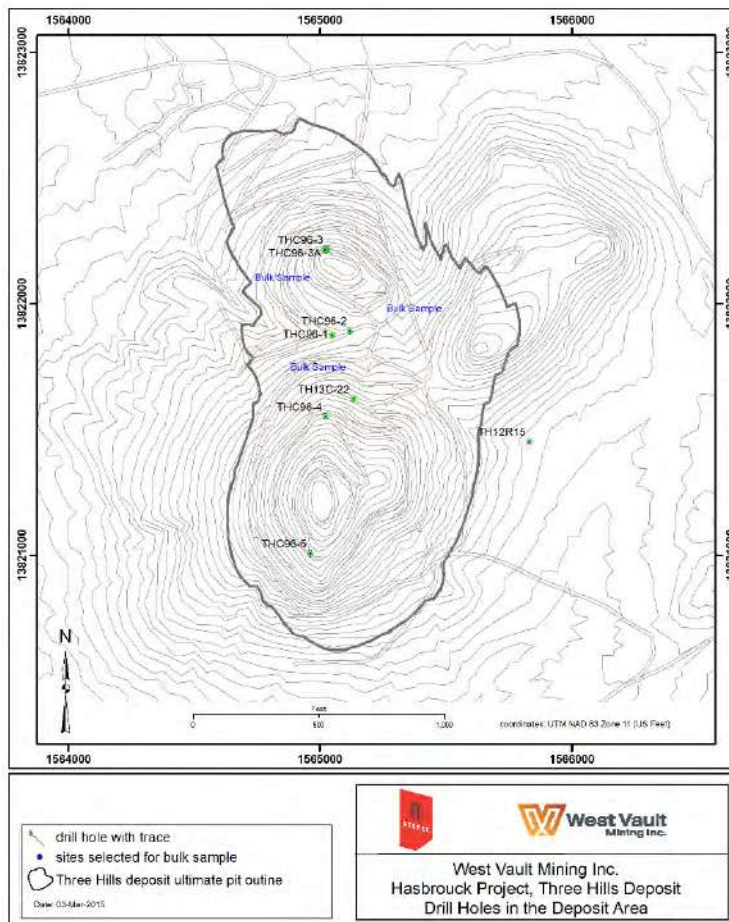 1564000 1565000 1566000
13823000
THC96-3
THC96-3A
Bulk Sample
Bulk Sample
13822000
THC96-2
THC96-1
Bulk Sample
TH13C-22
THC96-4
TH12R15
THC96-5
13821000
N
Feet
0 500 1,000
coordinates: UTM NAD 83 Zone 11 (US Feet)
1564000 1565000 1566000
drill hole with trace
sites selected for bulk sample
Three Hills deposit ultimate pit outine
Date: 03-Mar-2015
West Vault
Mining Inc.
West Vault Mining Inc.
Hasbrouck Project, Three Hills Deposit
Drill Holes in the Deposit Area